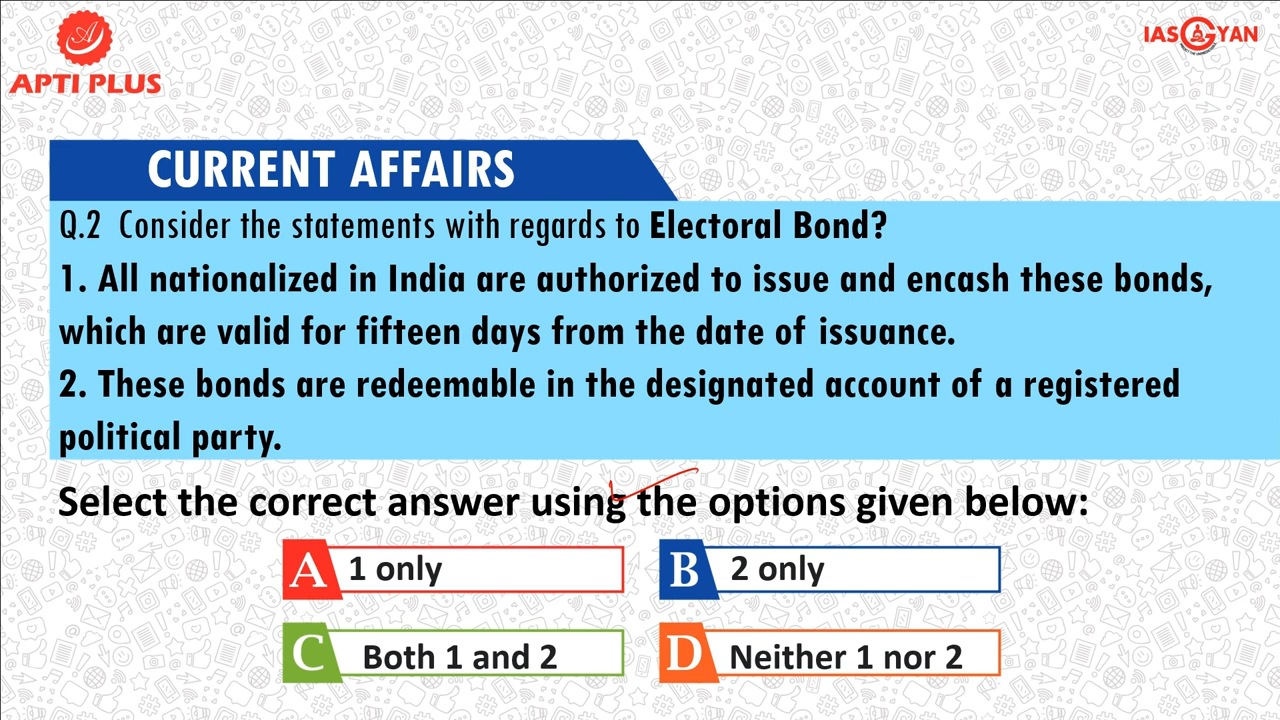 APTI PLUS
IASGYAN
CURRENT AFFAIRS
Q.2 Consider the statements with regards to Electoral Bond?
1. All nationalized in India are authorized to issue and encash these bonds,
which are valid for fifteen days from the date of issuance.
2. These bonds are redeemable in the designated account of a registered
political party.
Select the correct answer using the options given below:
A 1 only
B 2 only
C Both 1 and 2
D Neither 1 nor 2